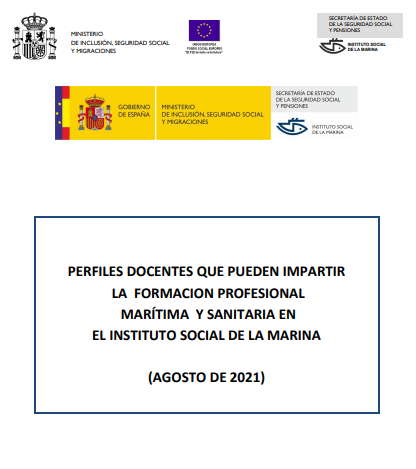 MINISTERIO
DE INCLUSIÓN, SEGURIDAD SOCIAL
Y MIGRACIONES
UNIÓN EUROPEA
FONDO SOCIAL EUROPEO
SECRETARÍA DE ESTADO
DE LA SEGURIDAD SOCIAL
Y PENSIONES
INSTITUTO SOCIAL
DE LA MARINA
GOBIERNO
DE ESPAÑA
MINISTERIO
DE INCLUSIÓN, SEGURIDAD SOCIAL
Y MIGRACIONES
SECRETARÍA DE ESTADO
DE LA SEGURIDAD SOCIAL Y
PENSIONES
INSTITUTO SOCIAL
DE LA MARINA
PERFILES DOCENTES QUE PUEDEN IMPARTIR
LA FORMACION PROFESIONAL
MARÍTIMA Y SANITARIA EN
EL INSTITUTO SOCIAL DE LA MARINA
(AGOSTO DE 2021)